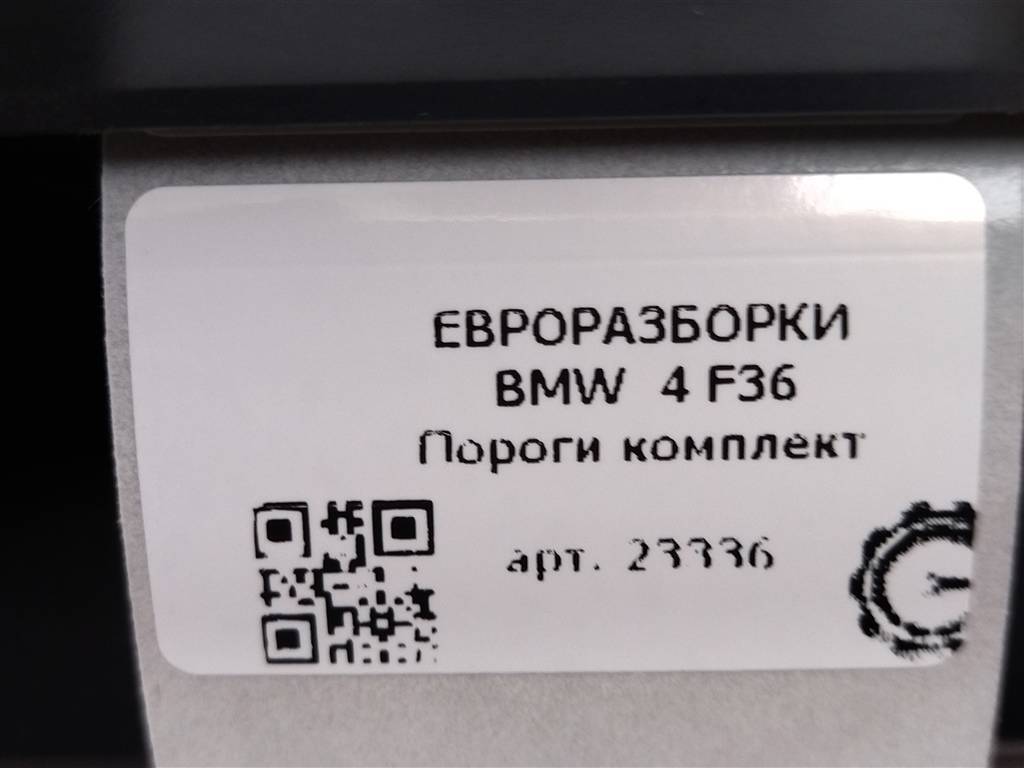 ЕВРОРАЗБОРКИ
BMW 4 F36
Пороги комплект
арт. 23336